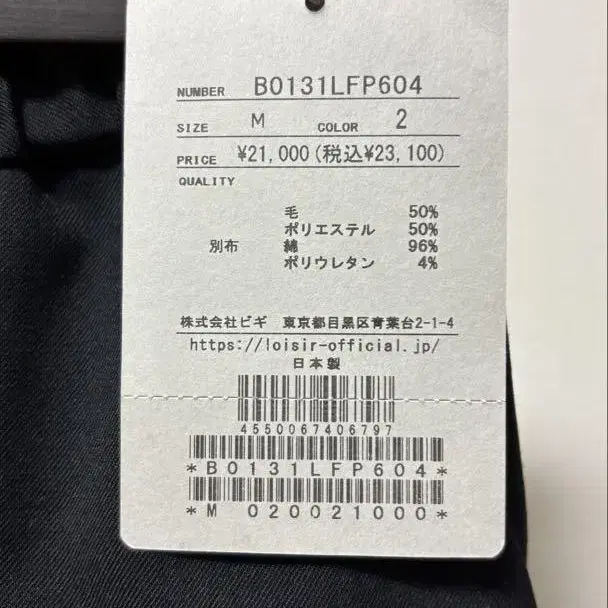 NUMBER B0131LFP604
SIZE M COLOR 2
PRICE ¥21,000(税込¥23,100)
QUALITY
毛 50%
ポリエステル 50%
別布 綿 96%
ポリウレタン 4%
株式会社ビギ 東京都目黒区青葉台2-1-4
https://loisir-official.jp/
日本製
4550067406797
*B0131LFP604*
*M 020021000*